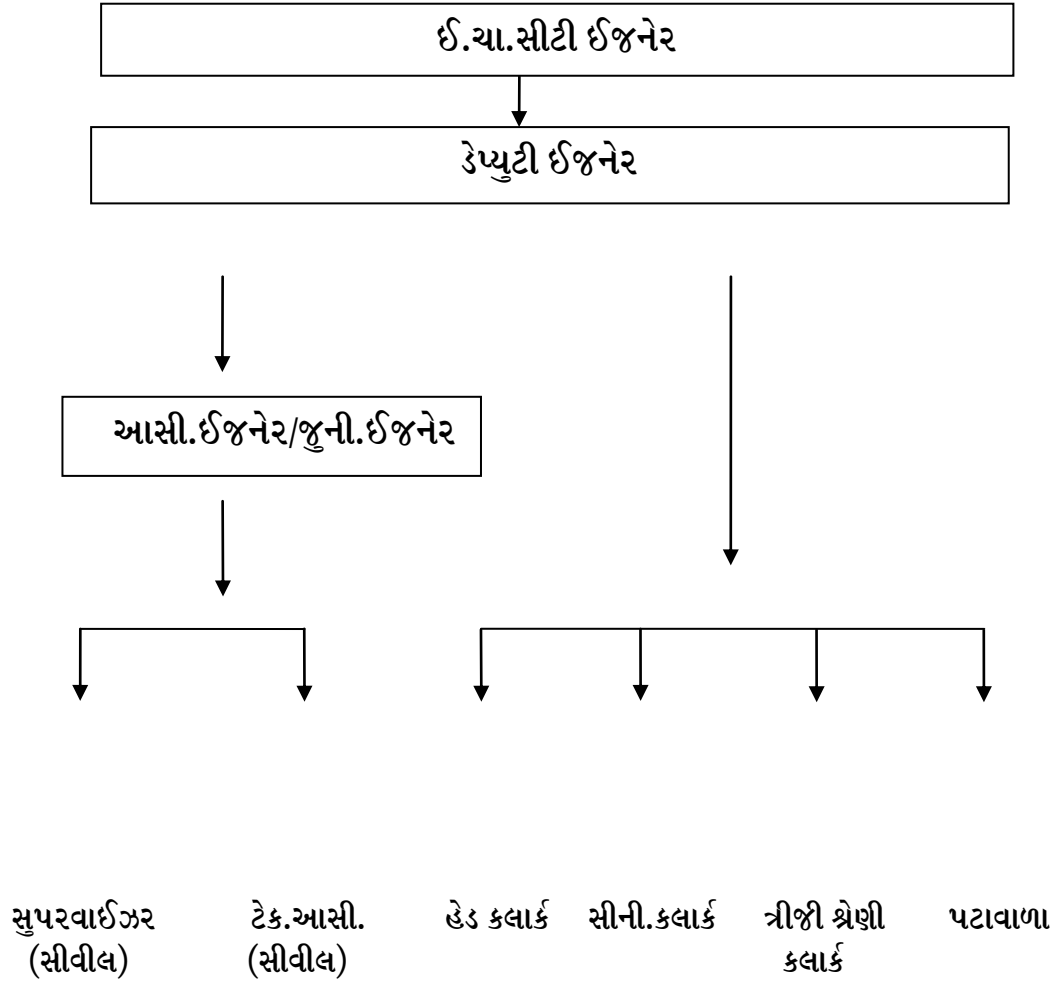 ઈ.ચા.સીટી ઈજનેર
ડેપ્યુટી ઈજનેર
આસી.ઈજનેર/જુની.ઈજનેર
સુપરવાઈઝર ટેક.આસી. હેડ કલાર્ક સીની.કલાર્ક ત્રીજી શ્રેણી પટાવાળા
(સીવીલ) (સીવીલ) કલાર્ક